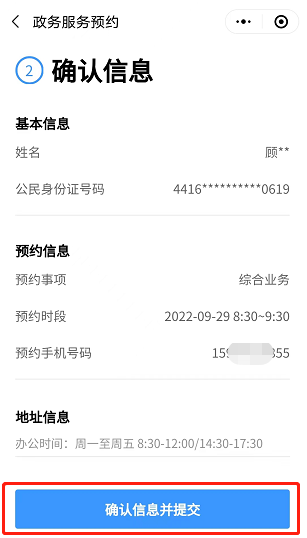 政务服务预约
2 确认信息
基本信息
姓名 顾**
公民身份证号码 4416**********0619
预约信息
预约事项 综合业务
预约时段 2022-09-29 8:30~9:30
预约手机号码 159 355
地址信息
办公时间：周一至周五 8:30-12:00/14:30-17:30
确认信息并提交